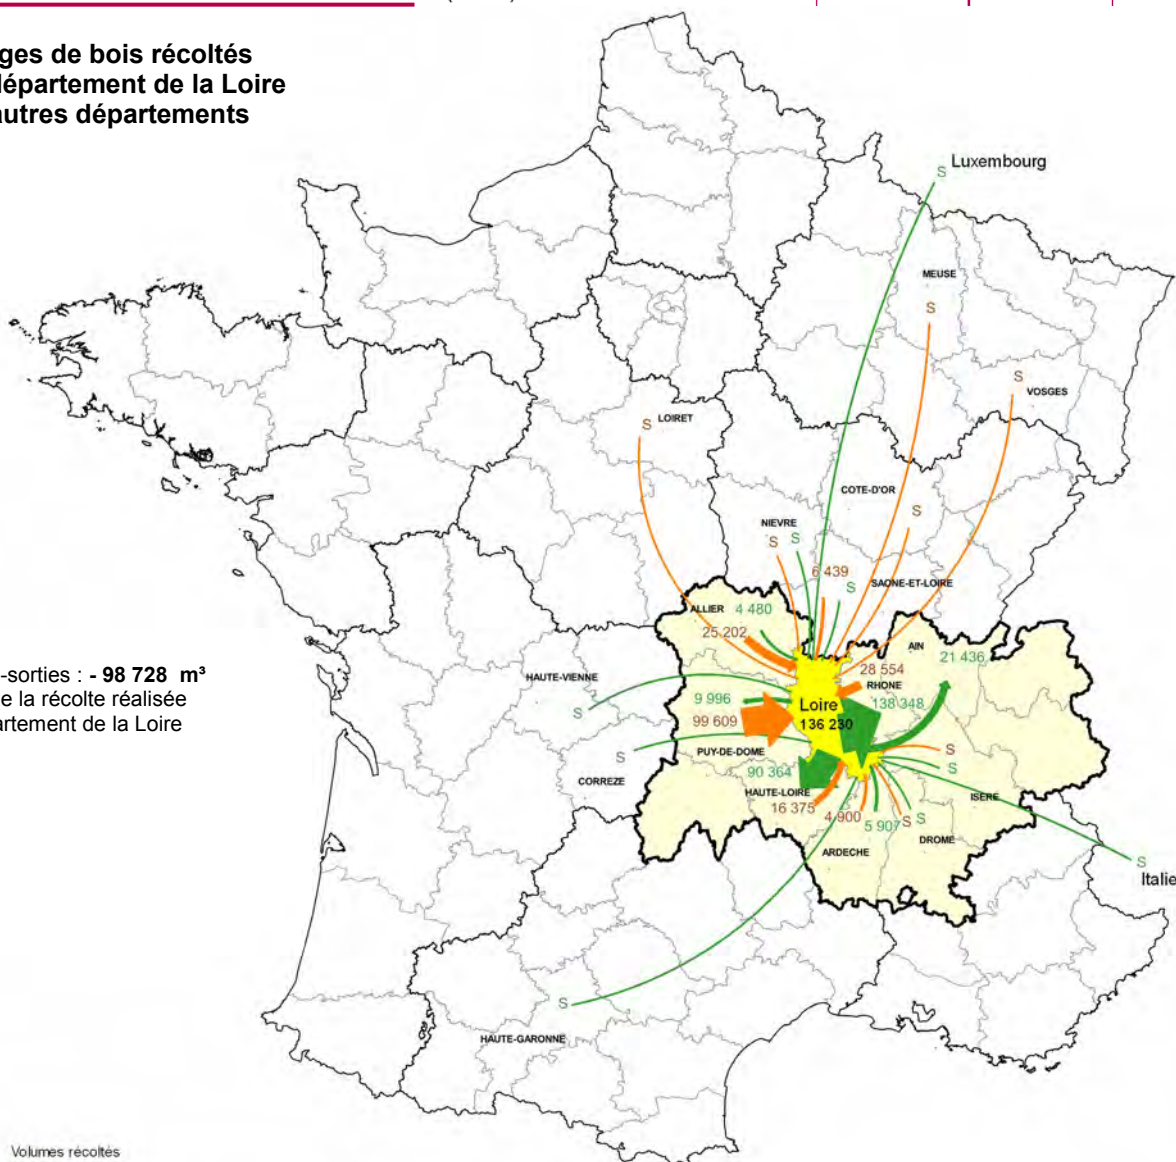 ges de bois récoltés
département de la Loire
autres départements
Luxembourg
S
MEUSE
S
S
VOSGES
S LOIRET
COTE-D'OR
S
NIEVRE
S S
6 439
SAONE-ET-LOIRE
S
ALLIER 4 480
25 202
AIN
21 436
28 554
RHONE
138 348
-sorties : - 98 728 m³
e la récolte réalisée
artement de la Loire
HAUTE-VIENNE
S
9 996
99 609
Loire
136 230
PUY-DE-DOME
S
CORREZE
90 364
HAUTE-LOIRE
16 375
4 900
5 907
S S
S
S
ISERE
DROME
ARDECHE
S
Italie
S
HAUTE-GARONNE
Volumes récoltés